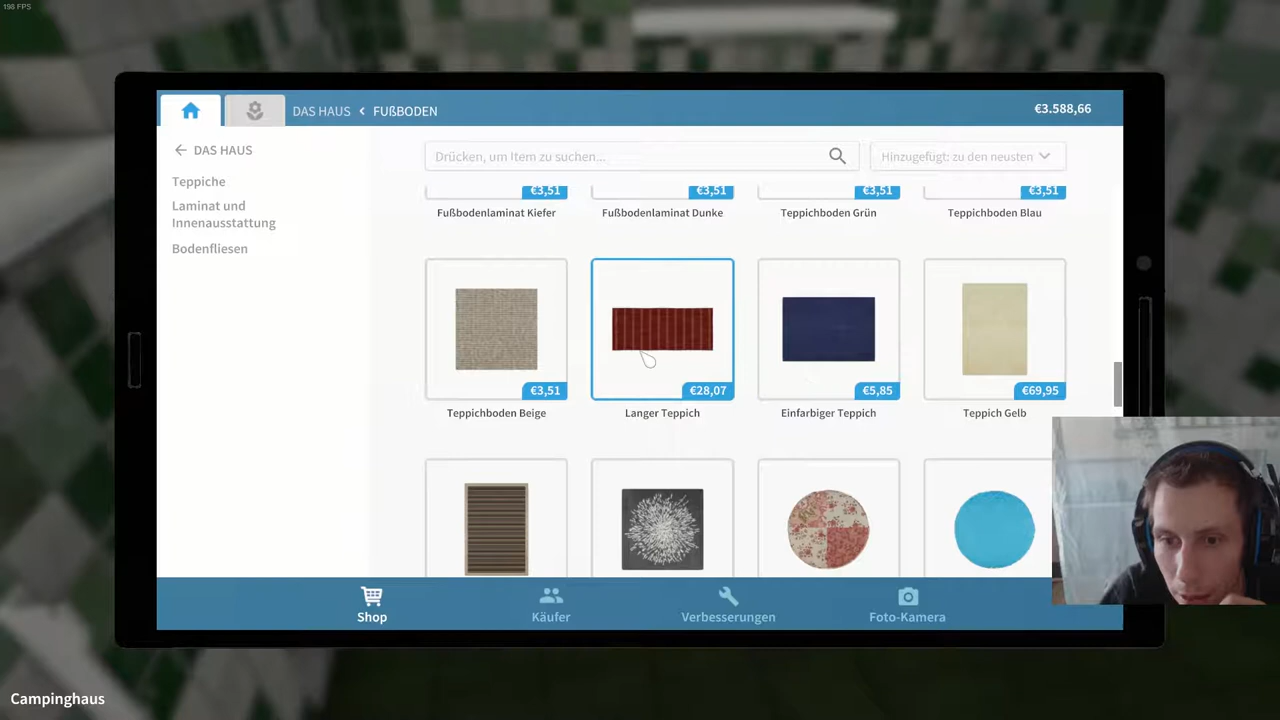 198 FPS
DAS HAUS < FUẞBODEN
€3.588,66
← DAS HAUS
Drücken, um Item zu suchen...
Hinzugefügt: zu den neusten
Teppiche
Laminat und
Innenausstattung
Bodenfliesen
€3,51 €3,51 €3,51 €3,51
Fußbodenlaminat Kiefer Fußbodenlaminat Dunke Teppichboden Grün Teppichboden Blau
€3,51 €28,07 €5,85 €69,95
Teppichboden Beige Langer Teppich Einfarbiger Teppich Teppich Gelb
Shop Käufer Verbesserungen Foto-Kamera
Campinghaus